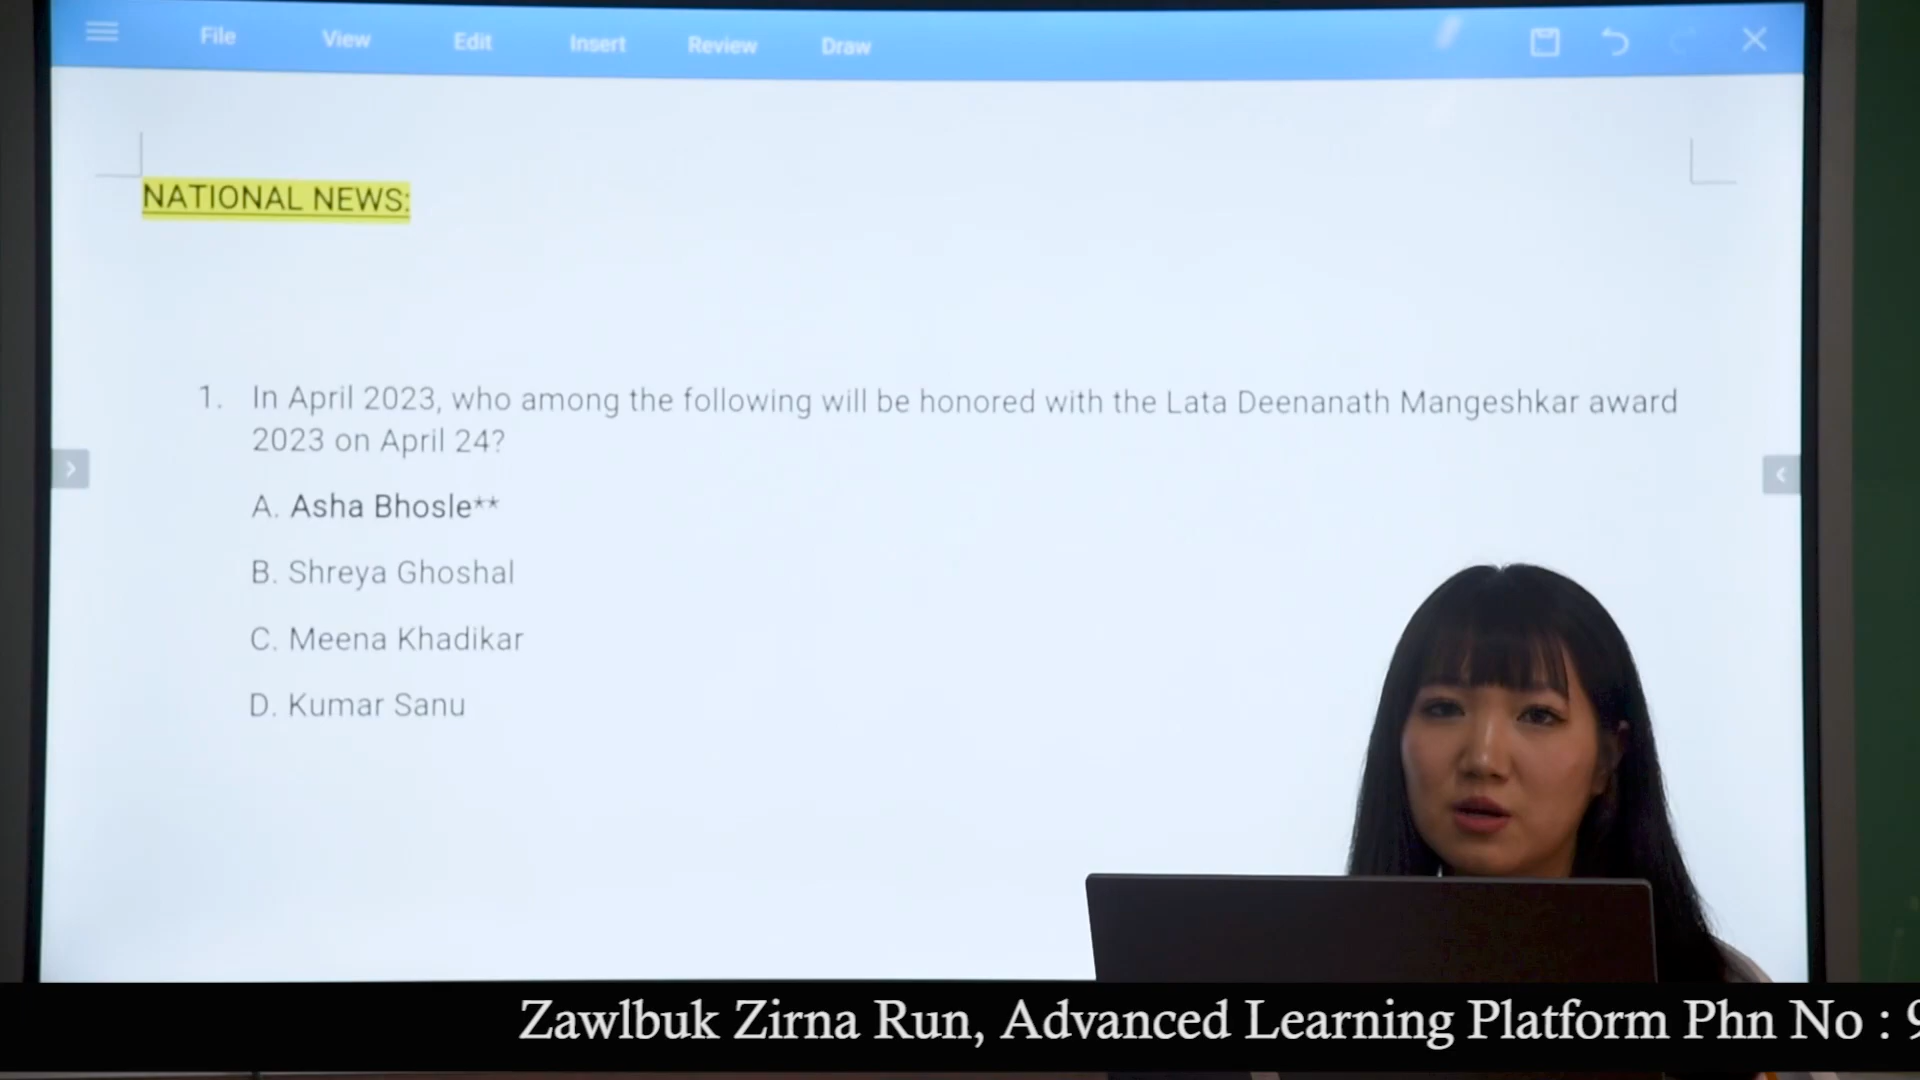 File View Edit Insert Review Draw
NATIONAL NEWS:
1. In April 2023, who among the following will be honored with the Lata Deenanath Mangeshkar award
2023 on April 24?
A. Asha Bhosle**
B. Shreya Ghoshal
C. Meena Khadikar
D. Kumar Sanu
Zawlbuk Zirna Run, Advanced Learning Platform Phn No : 9